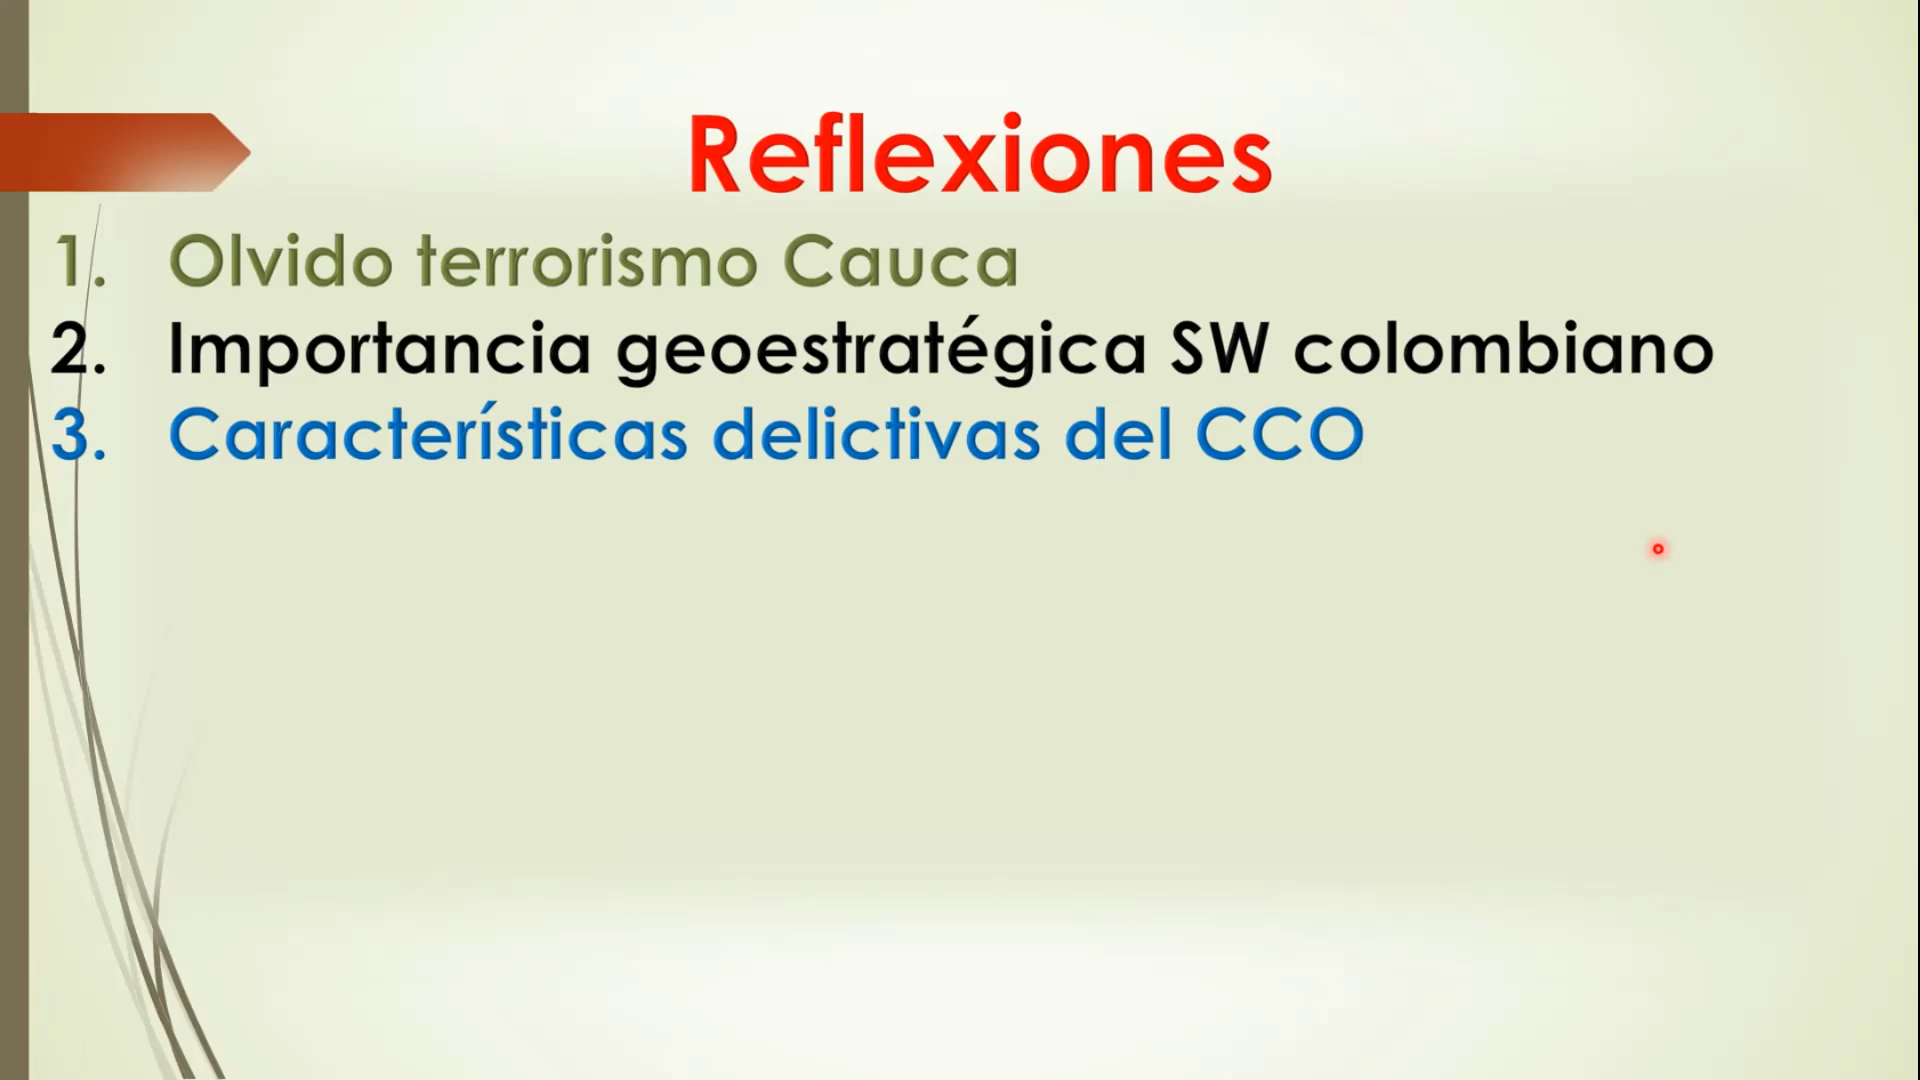 Reflexiones
1. Olvido terrorismo Cauca
2. Importancia geoestratégica SW colombiano
3. Características delictivas del CCO